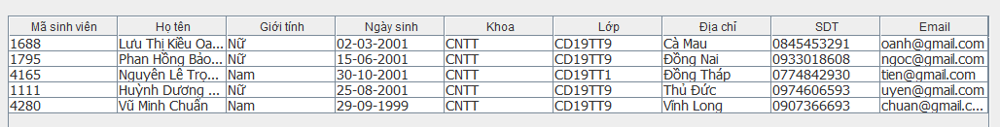 Mã sinh viên Họ tên Giới tính Ngày sinh Khoa Lớp Địa chỉ SDT Email
1688 Lưu Thị Kiều Oa... Nữ 02-03-2001 CNTT CD19TT9 Cà Mau 0845453291 oanh@gmail.com
1795 Phan Hồng Bảo... Nữ 15-06-2001 CNTT CD19TT9 Đồng Nai 0933018608 ngoc@gmail.com
4165 Nguyên Lê Trọ... Nam 30-10-2001 CNTT CD19TT1 Đồng Tháp 0774842930 tien@gmail.com
1111 Huỳnh Dương ... Nữ 25-08-2001 CNTT CD19TT9 Thủ Đức 0974606593 uyen@gmail.com
4280 Vũ Minh Chuẩn Nam 29-09-1999 CNTT CD19TT9 Vĩnh Long 0907366693 chuan@gmail.c...